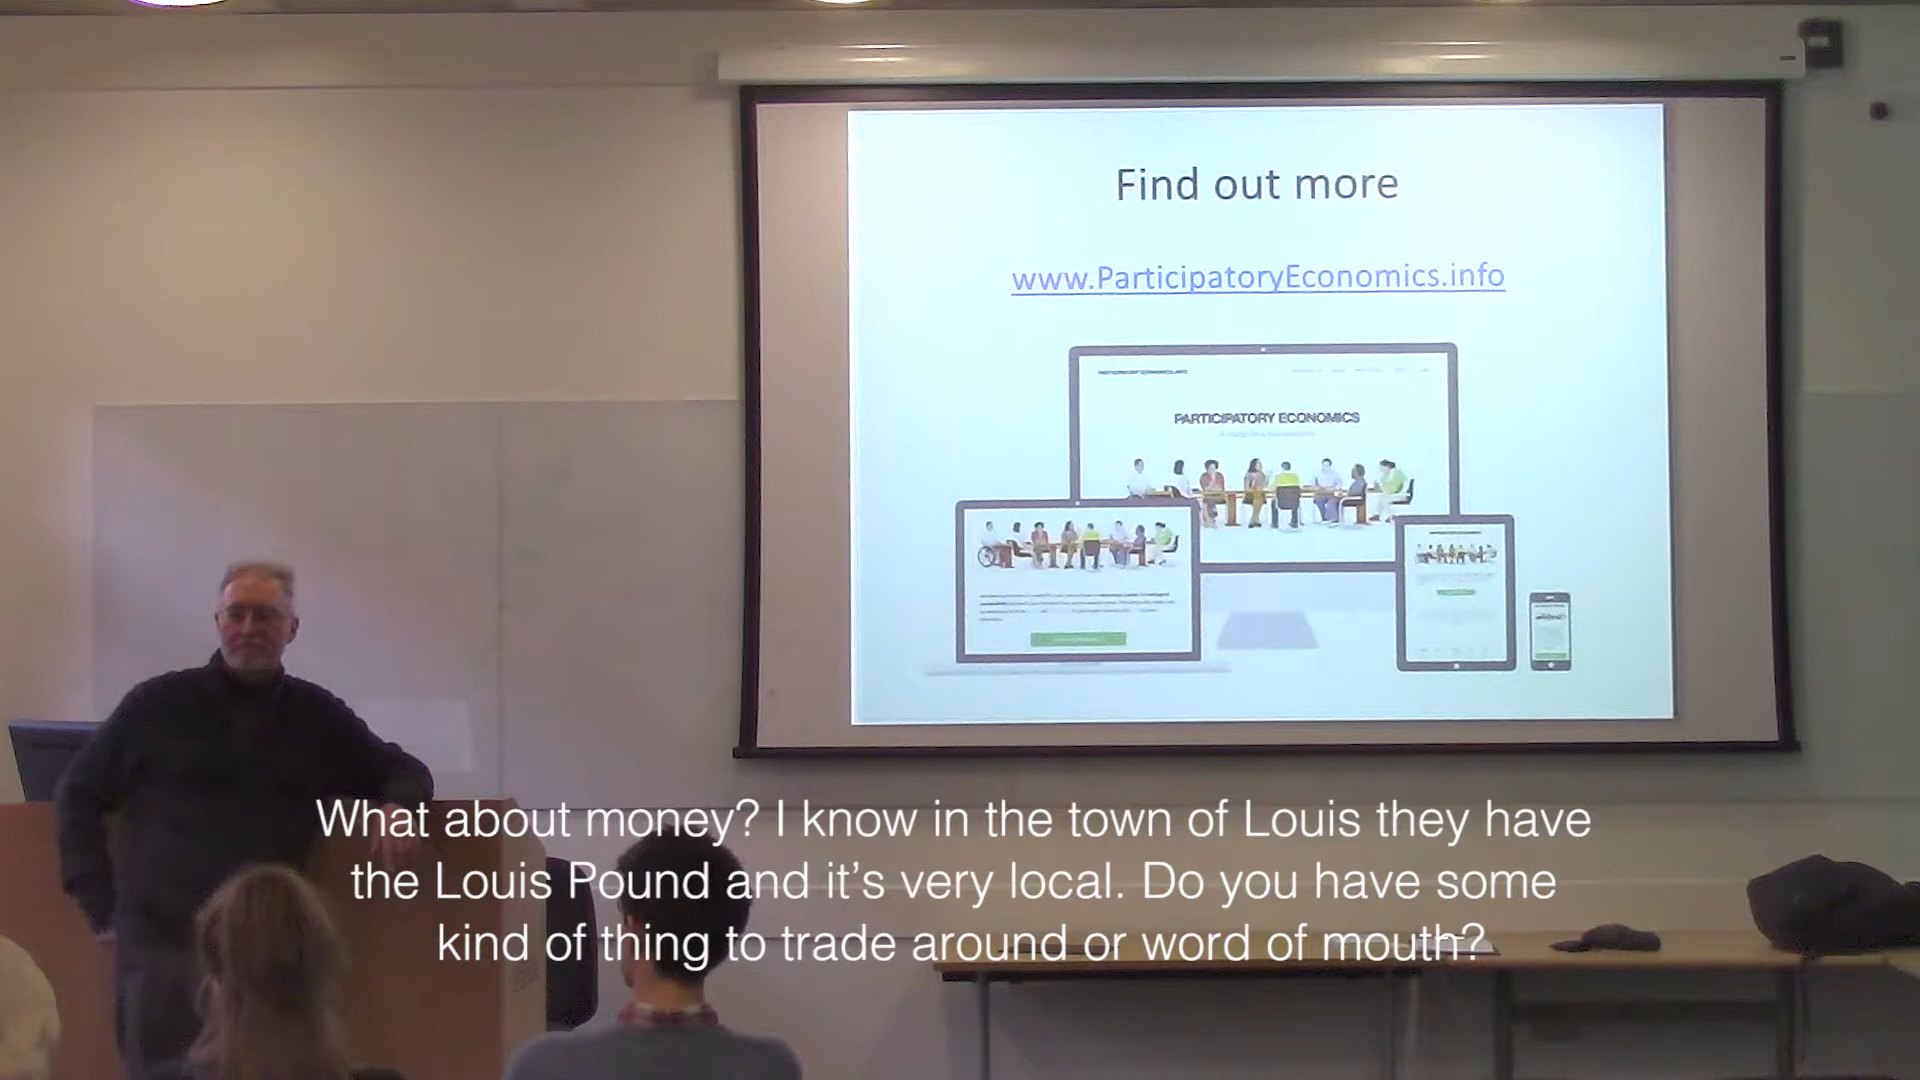 Find out more
www.ParticipatoryEconomics.info
PARTICIPATORY ECONOMICS
What about money? I know in the town of Louis they have
the Louis Pound and it's very local. Do you have some
kind of thing to trade around or word of mouth?